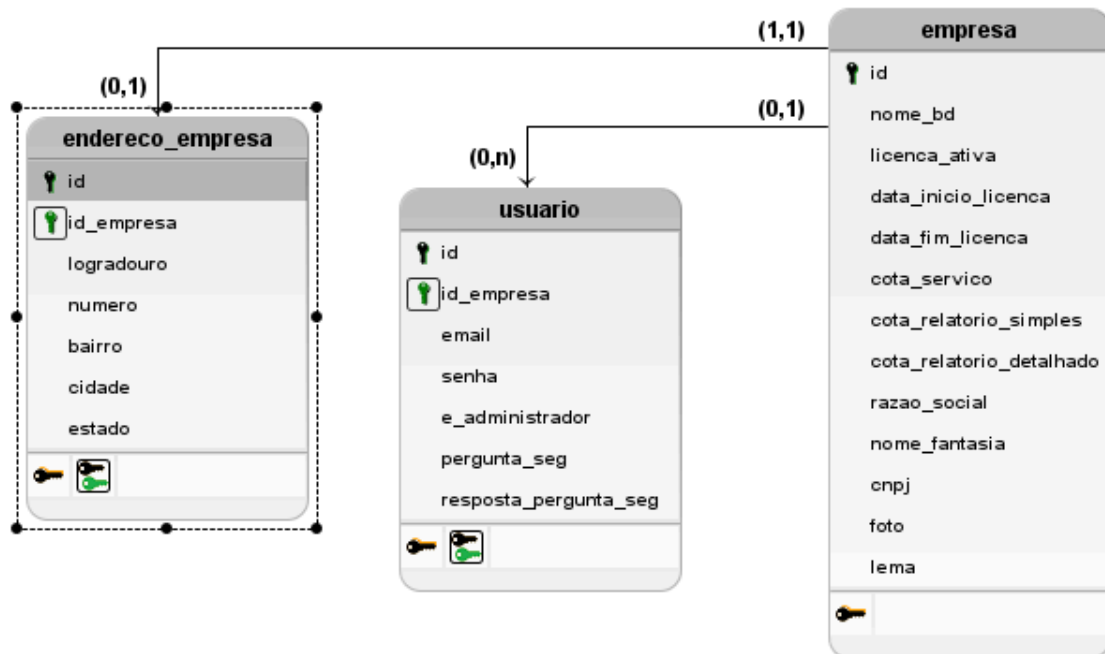 (1,1)
(0,1)
endereco_empresa
id
id_empresa
logradouro
numero
bairro
cidade
estado
(0,1)
(0,n)
usuario
id
id_empresa
email
senha
e_administrador
pergunta_seg
resposta_pergunta_seg
empresa
id
nome_bd
licenca_ativa
data_inicio_licenca
data_fim_licenca
cota_servico
cota_relatorio_simples
cota_relatorio_detalhado
razao_social
nome_fantasia
cnpj
foto
lema